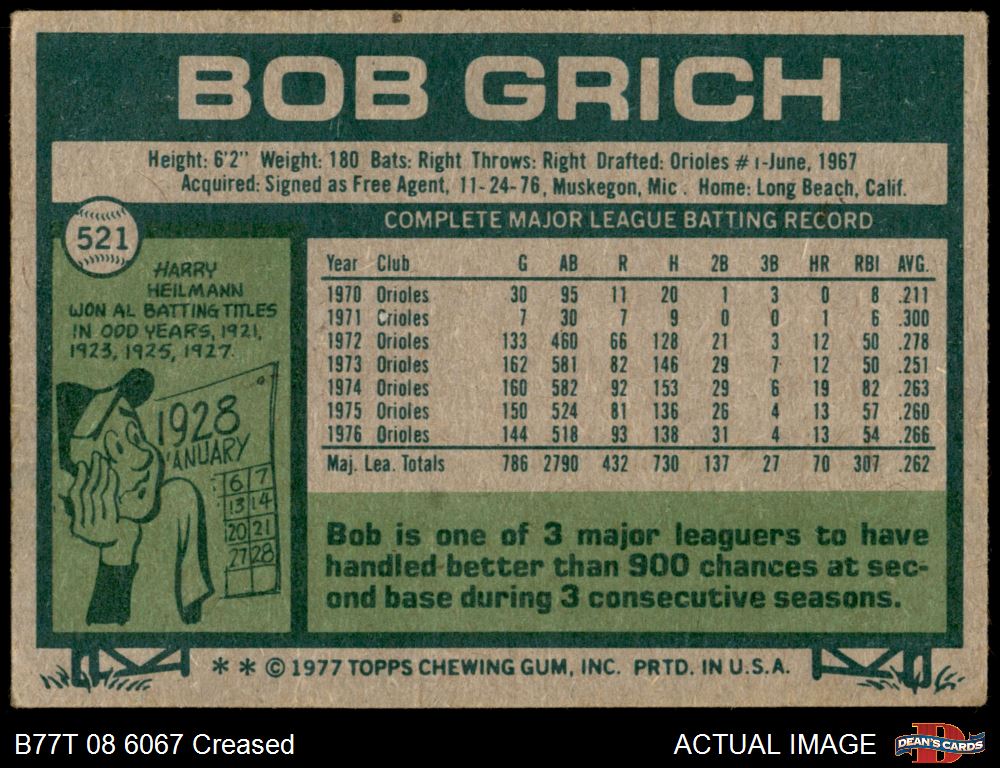 BOB GRICH
Height: 6'2" Weight: 180 Bats: Right Throws: Right Drafted: Orioles #1-June, 1967
Acquired: Signed as Free Agent, 11-24-76, Muskegon, Mic. Home: Long Beach, Calif.
521
COMPLETE MAJOR LEAGUE BATTING RECORD
HARRY
HEILMANN
WON AL BATTING TITLES
IN ODD YEARS, 1921,
1923, 1925, 1927.
1928
ANUARY
6 7
13 14
20 21
27 28
Year Club G AB R H 2B 3B HR RBI AVG.
1970 Orioles 30 95 11 20 1 3 0 8 .211
1971 Crioles 7 30 7 9 0 0 1 6 .300
1972 Orioles 133 460 66 128 21 3 12 50 .278
1973 Orioles 162 581 82 146 29 7 12 50 .251
1974 Orioles 160 582 92 153 29 6 19 82 .263
1975 Orioles 150 524 81 136 26 4 13 57 .260
1976 Orioles 144 518 93 138 31 4 13 54 .266
Maj. Lea. Totals 786 2790 432 730 137 27 70 307 .262
Bob is one of 3 major leaguers to have
handled better than 900 chances at sec-
ond base during 3 consecutive seasons.
* * © 1977 TOPPS CHEWING GUM, INC. PRTD. IN U.S.A.
B77T 08 6067 Creased
ACTUAL IMAGE
D
DEAN'S CARDS